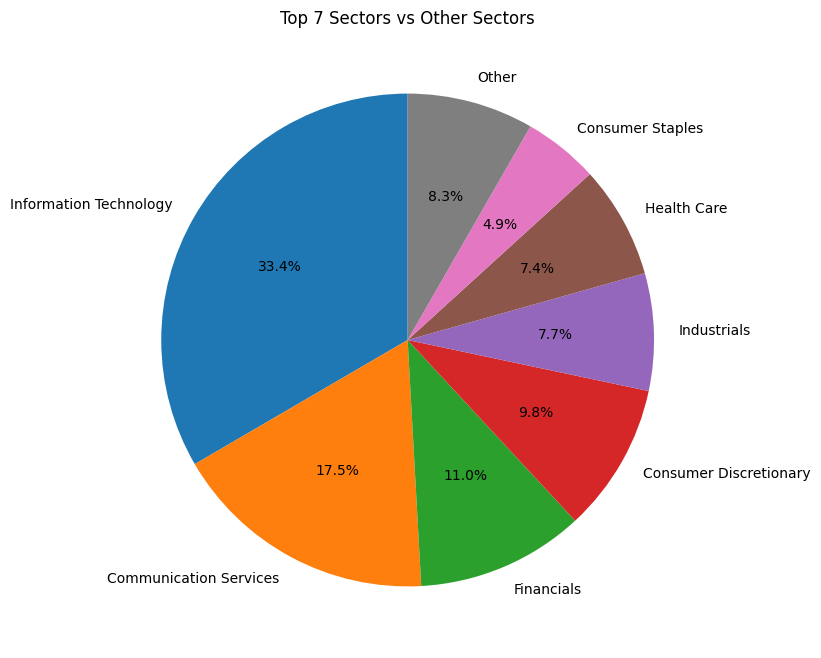 Top 7 Sectors vs Other Sectors
Other
Consumer Staples
Information Technology
Health Care
8.3%
4.9%
33.4%
7.4%
Industrials
7.7%
9.8%
17.5%
11.0%
Consumer Discretionary
Communication Services
Financials